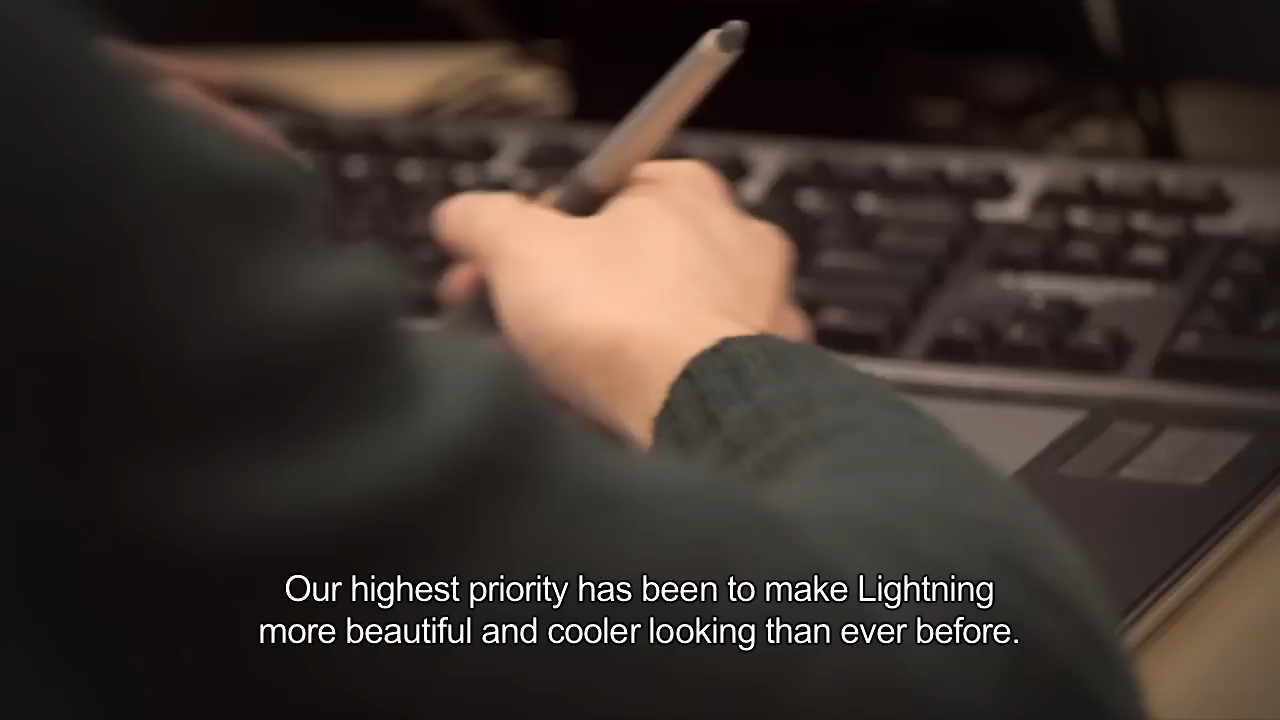 Our highest priority has been to make Lightning
more beautiful and cooler looking than ever before.